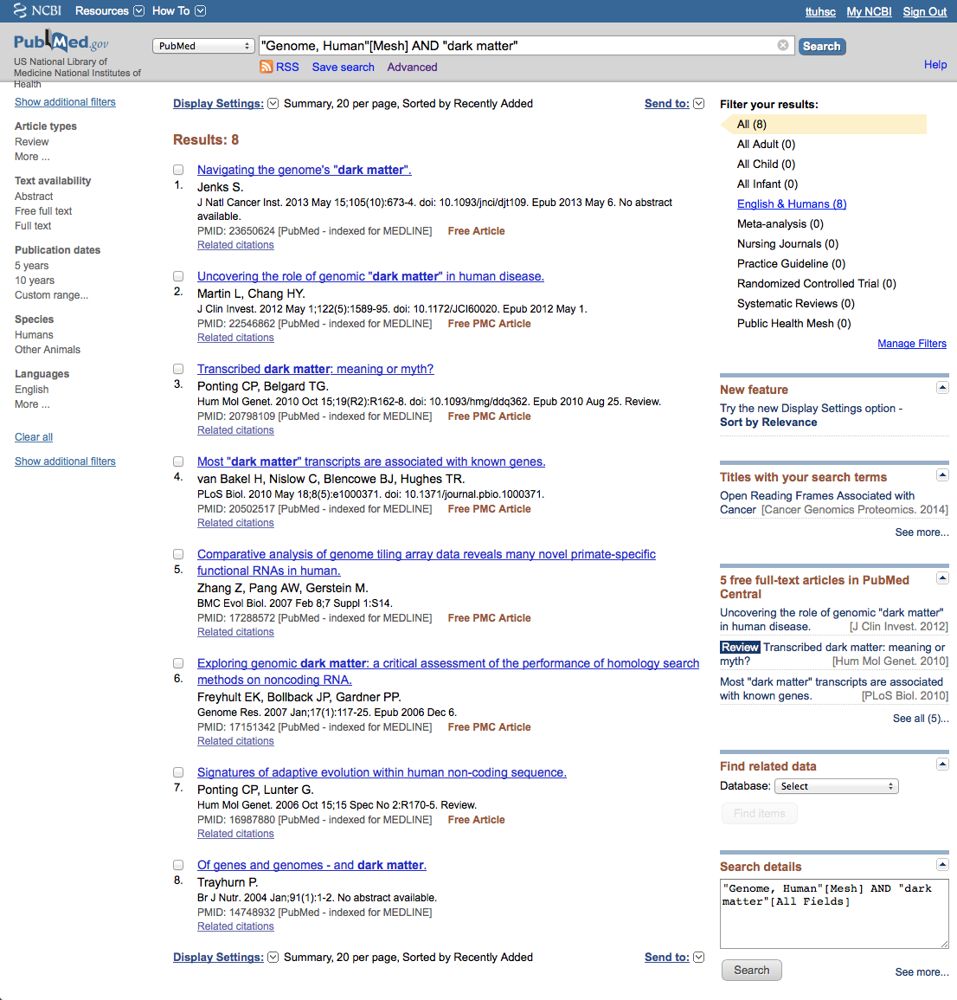 NCBI Resources How To ttuhsc My NCBI Sign Out
PubMed.gov
US National Library of
Medicine National Institutes of
Health
PubMed "Genome, Human"[Mesh] AND "dark matter" Search
RSS Save search Advanced
Help
Show additional filters
Article types
Review
More ...
Text availability
Abstract
Free full text
Full text
Publication dates
5 years
10 years
Custom range...
Species
Humans
Other Animals
Languages
English
More ...
Clear all
Show additional filters
Display Settings: Summary, 20 per page, Sorted by Recently Added Send to:
Results: 8
Navigating the genome's "dark matter".
1. Jenks S.
J Natl Cancer Inst. 2013 May 15;105(10):673-4. doi: 10.1093/jnci/djt109. Epub 2013 May 6. No abstract
available.
PMID: 23650624 [PubMed - indexed for MEDLINE] Free Article
Related citations
Uncovering the role of genomic "dark matter" in human disease.
2. Martin L, Chang HY.
J Clin Invest. 2012 May 1;122(5):1589-95. doi: 10.1172/JCI60020. Epub 2012 May 1.
PMID: 22546862 [PubMed - indexed for MEDLINE] Free PMC Article
Related citations
Transcribed dark matter: meaning or myth?
3. Ponting CP, Belgard TG.
Hum Mol Genet. 2010 Oct 15;19(R2):R162-8. doi: 10.1093/hmg/ddq362. Epub 2010 Aug 25. Review.
PMID: 20798109 [PubMed - indexed for MEDLINE] Free PMC Article
Related citations
Most "dark matter" transcripts are associated with known genes.
4. van Bakel H, Nislow C, Blencowe BJ, Hughes TR.
PLoS Biol. 2010 May 18;8(5):e1000371. doi: 10.1371/journal.pbio.1000371.
PMID: 20502517 [PubMed - indexed for MEDLINE] Free PMC Article
Related citations
Comparative analysis of genome tiling array data reveals many novel primate-specific
5. functional RNAs in human.
Zhang Z, Pang AW, Gerstein M.
BMC Evol Biol. 2007 Feb 8;7 Suppl 1:S14.
PMID: 17288572 [PubMed - indexed for MEDLINE] Free PMC Article
Related citations
Exploring genomic dark matter: a critical assessment of the performance of homology search
6. methods on noncoding RNA.
Freyhult EK, Bollback JP, Gardner PP.
Genome Res. 2007 Jan;17(1):117-25. Epub 2006 Dec 6.
PMID: 17151342 [PubMed - indexed for MEDLINE] Free PMC Article
Related citations
Signatures of adaptive evolution within human non-coding sequence.
7. Ponting CP, Lunter G.
Hum Mol Genet. 2006 Oct 15;15 Spec No 2:R170-5. Review.
PMID: 16987880 [PubMed - indexed for MEDLINE] Free Article
Related citations
Of genes and genomes - and dark matter.
8. Trayhurn P.
Br J Nutr. 2004 Jan;91(1):1-2. No abstract available.
PMID: 14748932 [PubMed - indexed for MEDLINE]
Related citations
Display Settings: Summary, 20 per page, Sorted by Recently Added Send to:
Filter your results:
All (8)
All Adult (0)
All Child (0)
All Infant (0)
English & Humans (8)
Meta-analysis (0)
Nursing Journals (0)
Practice Guideline (0)
Randomized Controlled Trial (0)
Systematic Reviews (0)
Public Health Mesh (0)
Manage Filters
New feature
Try the new Display Settings option -
Sort by Relevance
Titles with your search terms
Open Reading Frames Associated with
Cancer [Cancer Genomics Proteomics. 2014]
See more...
5 free full-text articles in PubMed
Central
Uncovering the role of genomic "dark matter"
in human disease. [J Clin Invest. 2012]
Review Transcribed dark matter: meaning or
myth? [Hum Mol Genet. 2010]
Most "dark matter" transcripts are associated
with known genes. [PLoS Biol. 2010]
See all (5)...
Find related data
Database: Select
Find items
Search details
"Genome, Human"[Mesh] AND "dark
matter"[All Fields]
Search
See more...